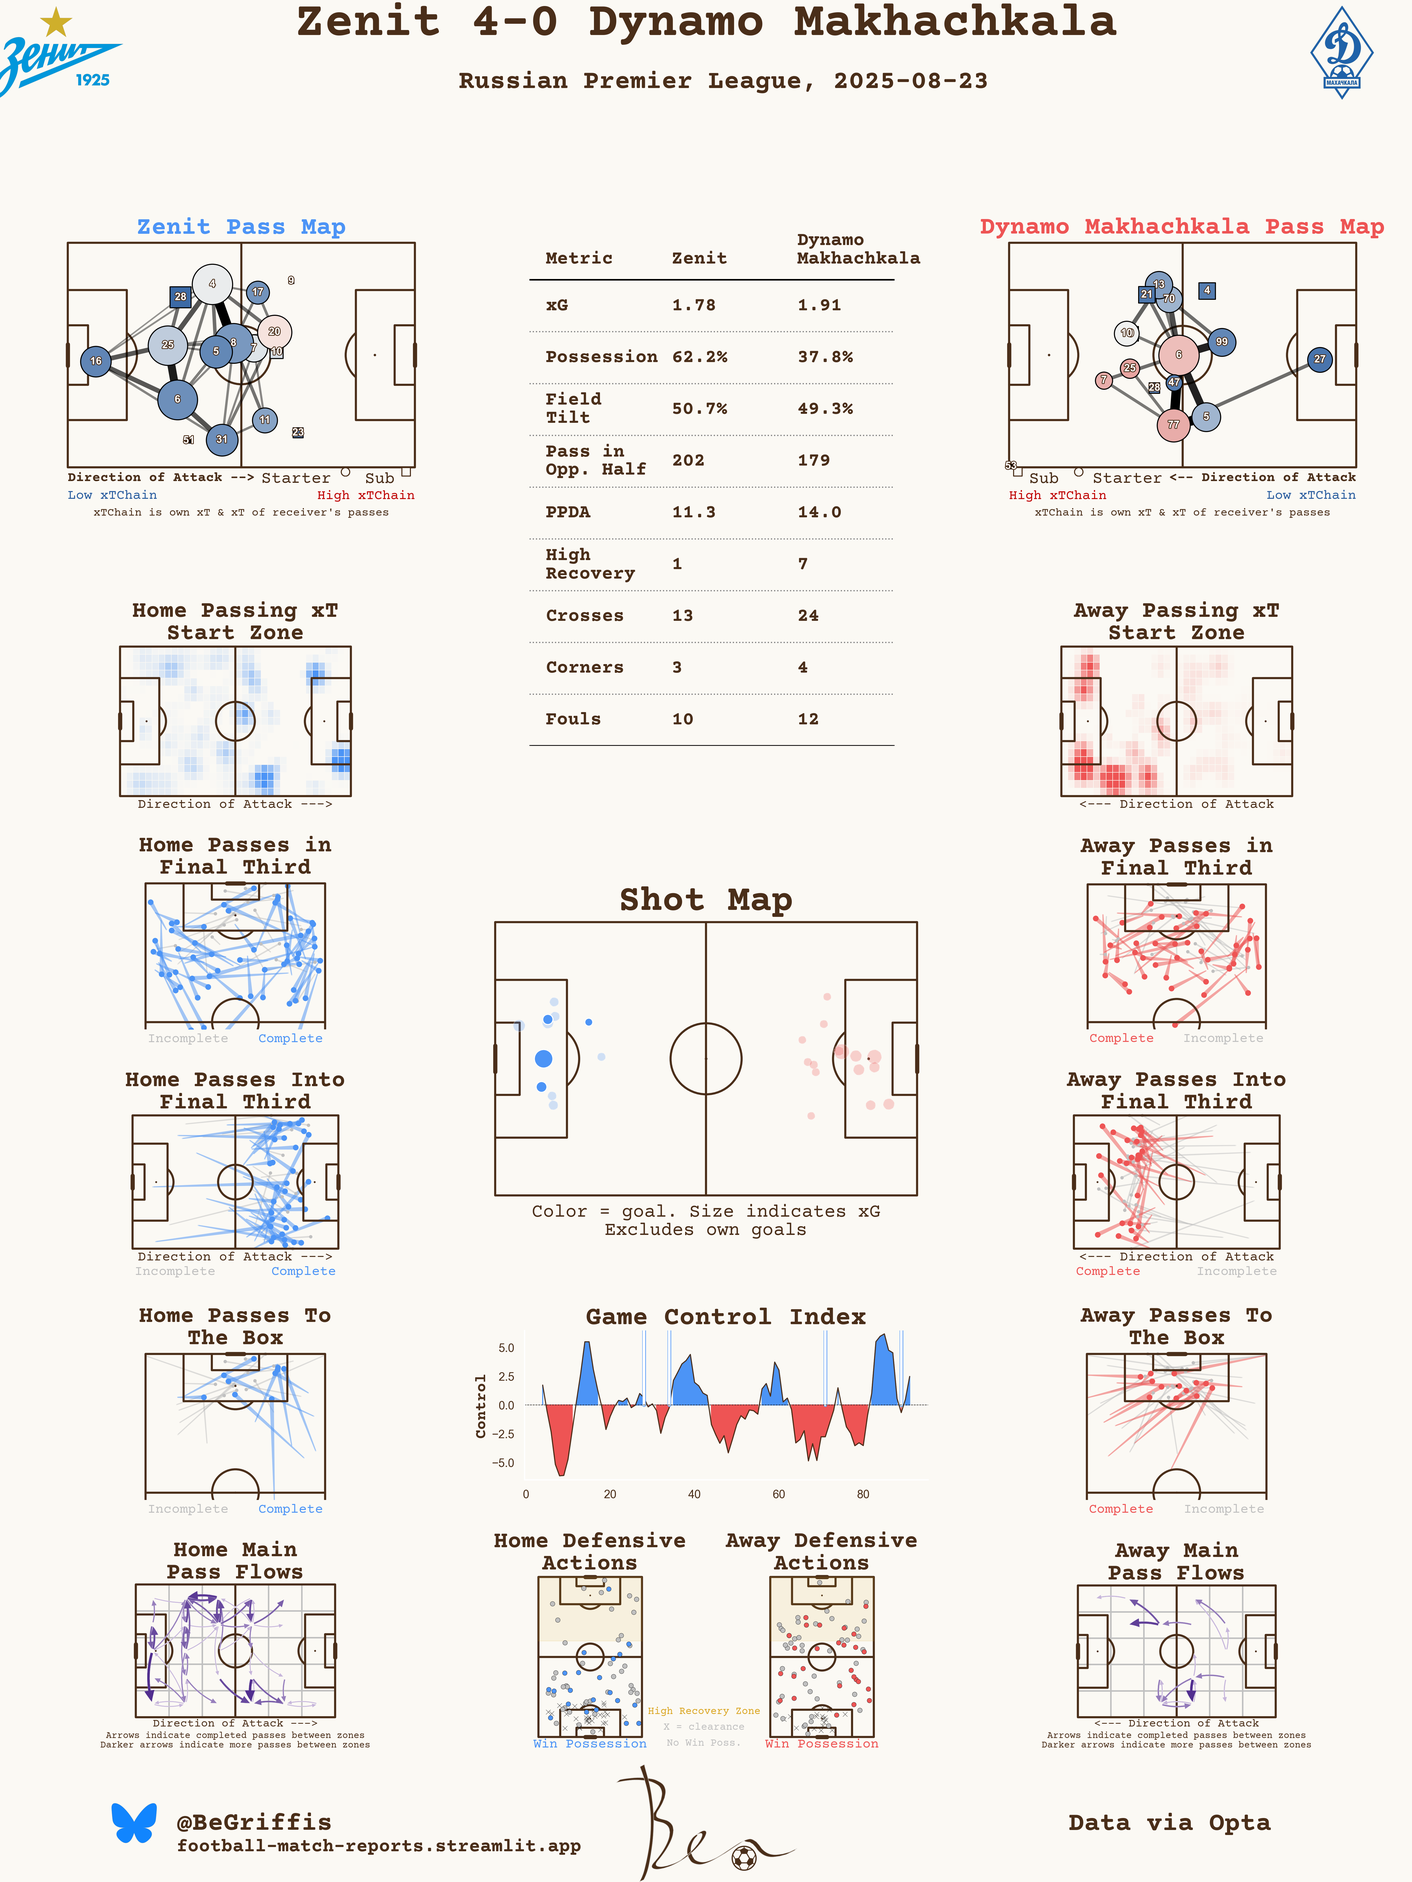 Zenit 4-0 Dynamo Makhachkala
Russian Premier League, 2025-08-23
Зенит
1925
Д
МАХАЧКАЛА
Zenit Pass Map
4
28
17
9
20
25
8
5
7
10
16
6
11
31
51
23
Direction of Attack --> Starter Sub
Low xTChain High xTChain
xTChain is own xT & xT of receiver's passes
Metric Zenit Dynamo Makhachkala
xG 1.78 1.91
Possession 62.2% 37.8%
Field Tilt 50.7% 49.3%
Pass in Opp. Half 202 179
PPDA 11.3 14.0
High Recovery 1 7
Crosses 13 24
Corners 3 4
Fouls 10 12
Dynamo Makhachkala Pass Map
13
21
70
4
10
99
6
27
25
7
47
28
77
5
53
Sub Starter <-- Direction of Attack
High xTChain Low xTChain
xTChain is own xT & xT of receiver's passes
Home Passing xT
Start Zone
Direction of Attack --->
Away Passing xT
Start Zone
<--- Direction of Attack
Home Passes in
Final Third
Incomplete Complete
Away Passes in
Final Third
Complete Incomplete
Shot Map
Color = goal. Size indicates xG
Excludes own goals
Home Passes Into
Final Third
Direction of Attack --->
Incomplete Complete
Away Passes Into
Final Third
<--- Direction of Attack
Complete Incomplete
Home Passes To
The Box
Incomplete Complete
Game Control Index
Control
5.0
2.5
0.0
−2.5
−5.0
0 20 40 60 80
Away Passes To
The Box
Complete Incomplete
Home Main
Pass Flows
Direction of Attack --->
Arrows indicate completed passes between zones
Darker arrows indicate more passes between zones
Home Defensive
Actions
Win Possession
High Recovery Zone
X = clearance
No Win Poss.
Away Defensive
Actions
Win Possession
Away Main
Pass Flows
<--- Direction of Attack
Arrows indicate completed passes between zones
Darker arrows indicate more passes between zones
@BeGriffis
football-match-reports.streamlit.app
Ben
Data via Opta